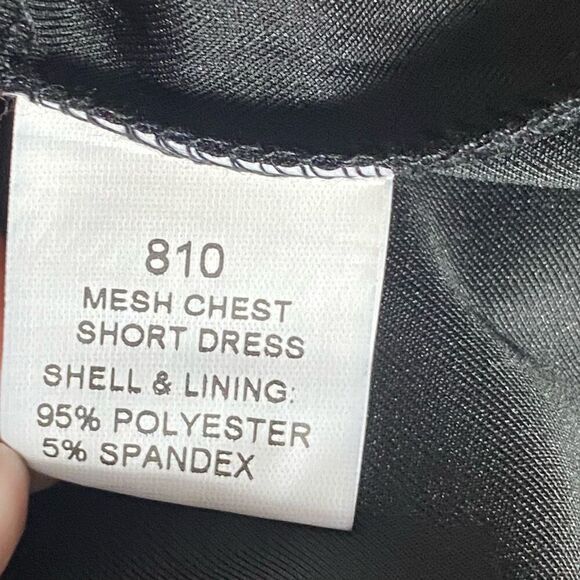 810
MESH CHEST
SHORT DRESS
SHELL & LINING:
95% POLYESTER
5% SPANDEX